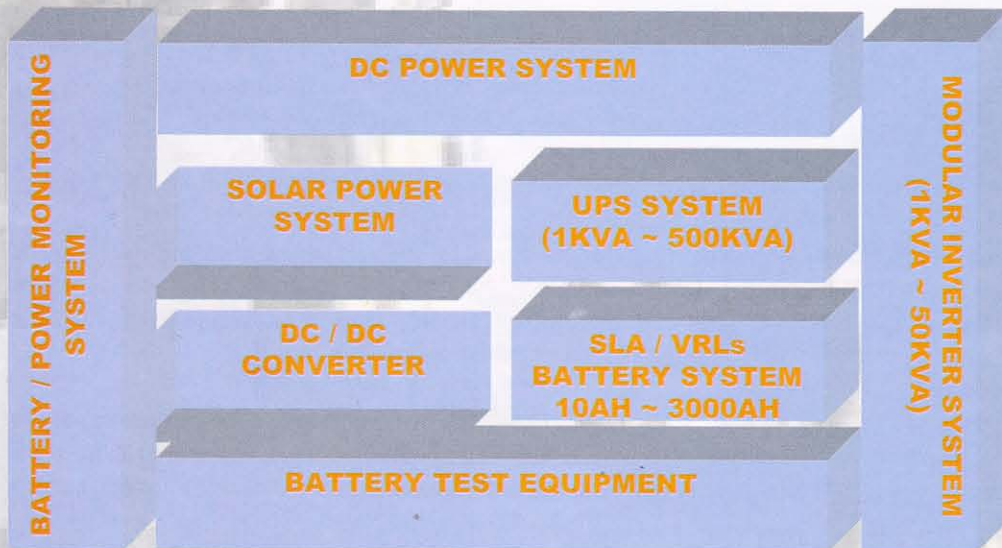 BATTERY / POWER MONITORING
SYSTEM
DC POWER SYSTEM
SOLAR POWER
SYSTEM
UPS SYSTEM
(1KVA ~ 500KVA)
DC / DC
CONVERTER
SLA / VRLs
BATTERY SYSTEM
10AH ~ 3000AH
BATTERY TEST EQUIPMENT
MODULAR INVERTER SYSTEM
(1KVA ~ 50KVA)